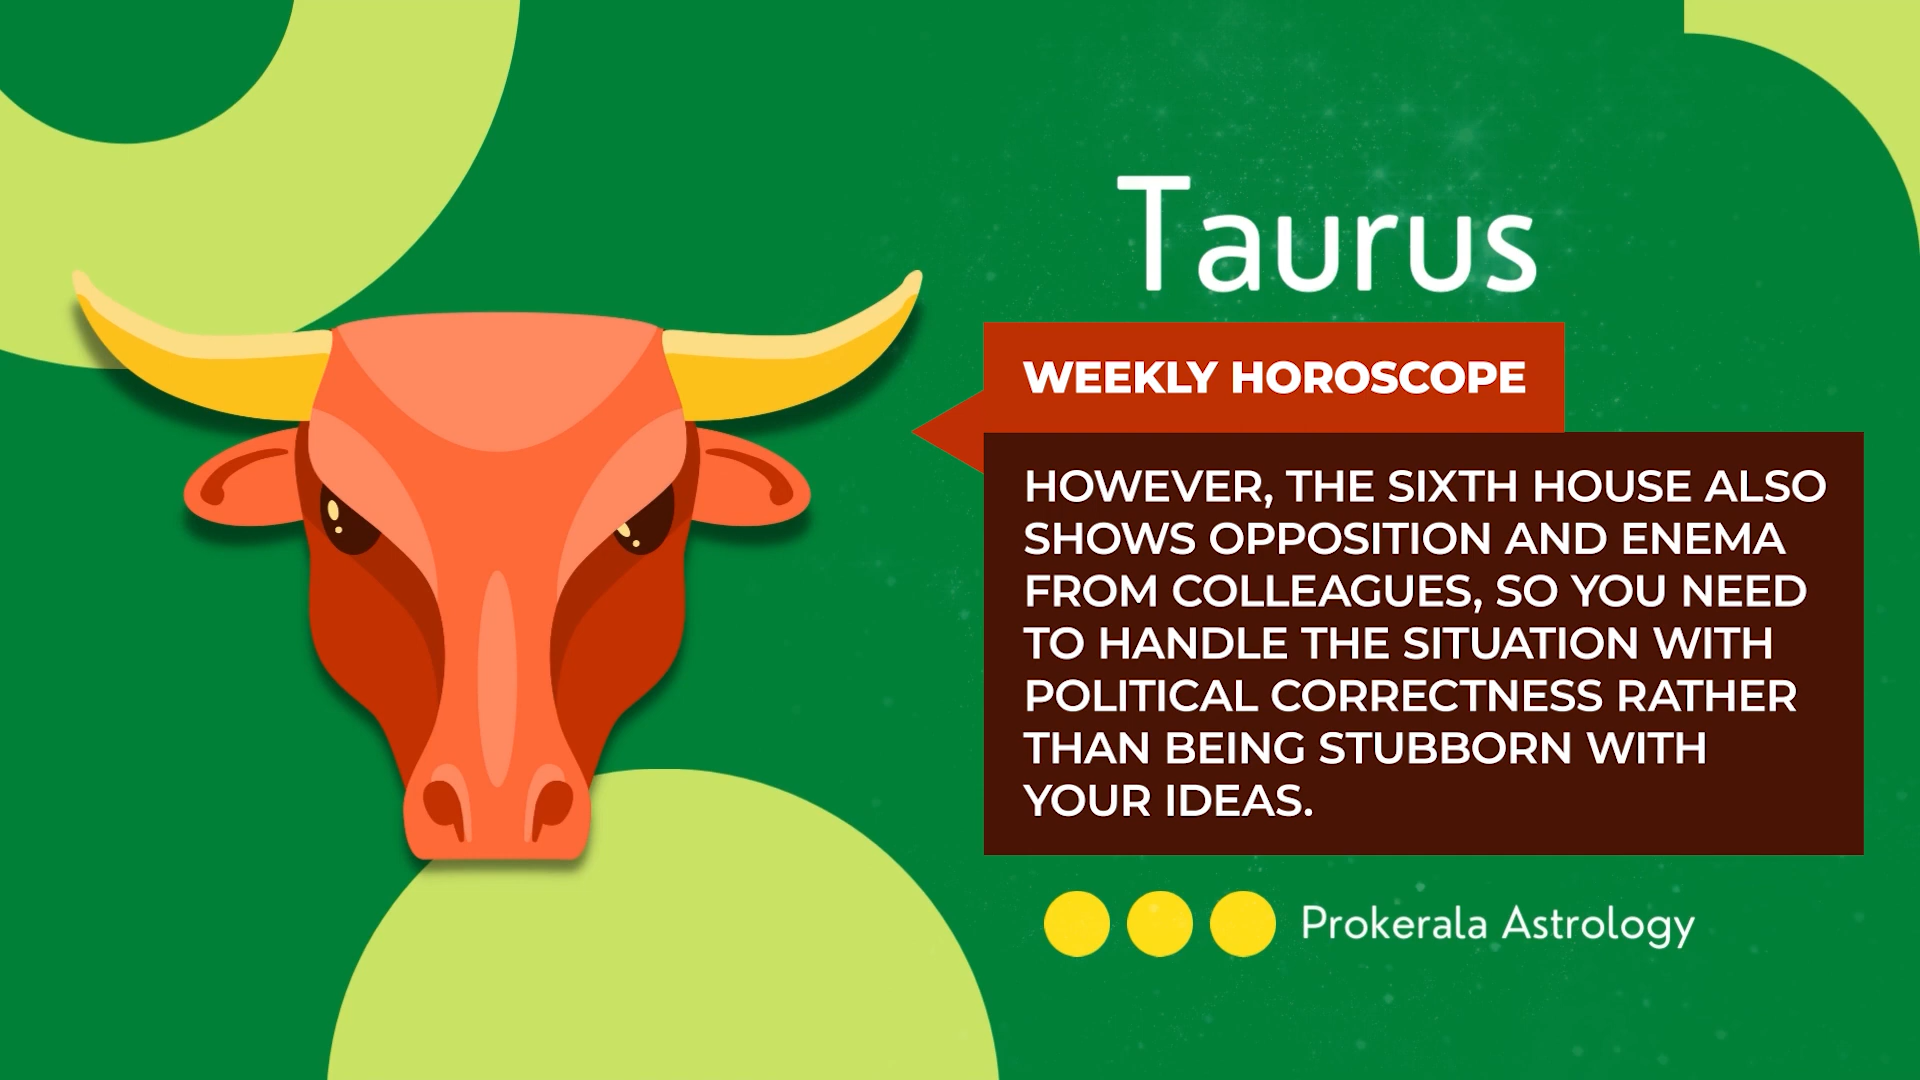 Taurus
WEEKLY HOROSCOPE
HOWEVER, THE SIXTH HOUSE ALSO
SHOWS OPPOSITION AND ENEMA
FROM COLLEAGUES, SO YOU NEED
TO HANDLE THE SITUATION WITH
POLITICAL CORRECTNESS RATHER
THAN BEING STUBBORN WITH
YOUR IDEAS.
Prokerala Astrology